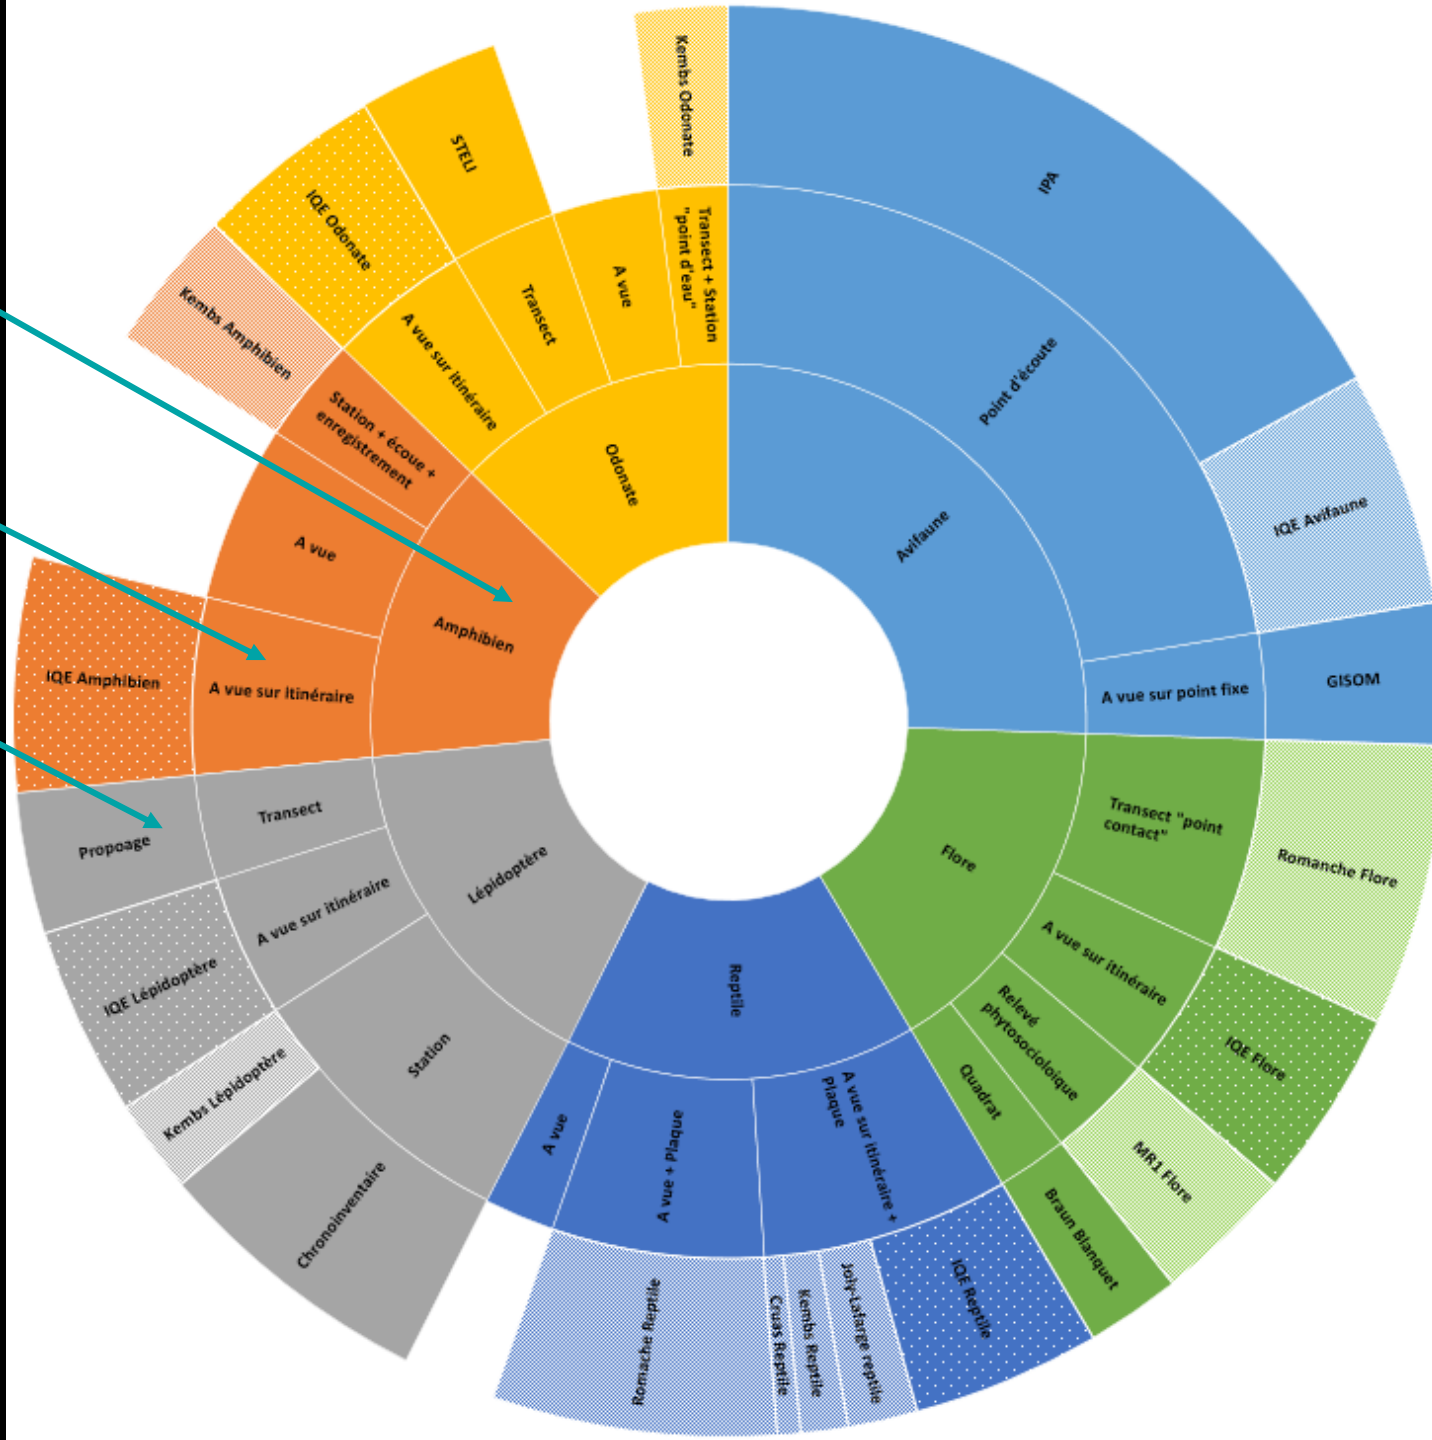 Kembs Odonate
Transect + Station
"point d'eau"
A vue
STELI
Transect
IQE Odonate
A vue sur itinéraire
Odonate
IPA
Point d'écoute
Avifaune
IQE Avifaune
A vue sur point fixe
GISOM
Kembs Amphibien
Station + écoue +
enregistrement
A vue
Amphibien
IQE Amphibien
A vue sur itinéraire
Propoage
Transect
Lépidoptère
IQE Lépidoptère
A vue sur itinéraire
Kembs Lépidoptère
Station
Chronoinventaire
Flore
Transect "point
contact"
Romanche Flore
A vue sur itinéraire
IQE Flore
Relevé
phytosocioloique
MR1 Flore
Quadrat
Braun Blanquet
Reptile
A vue
A vue + Plaque
A vue sur itinéraire +
Plaque
Romache Reptile
Cruas Reptile
Kembs Reptile
Joly-Lafarge reptile
IQE Reptile